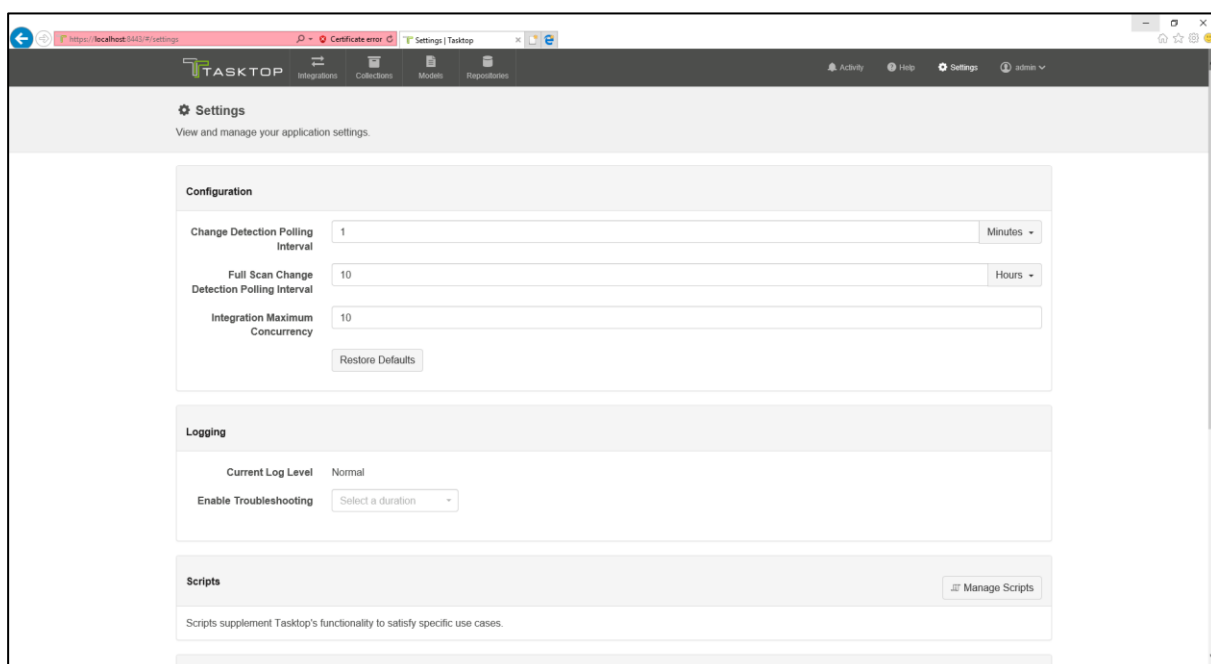 https://localhost:8443/#/settings
Certificate error
Settings | Tasktop
TASKTOP
Integrations
Collections
Models
Repositories
Activity
Help
Settings
admin
Settings
View and manage your application settings.
Configuration
Change Detection Polling
Interval
1
Minutes
Full Scan Change
Detection Polling Interval
10
Hours
Integration Maximum
Concurrency
10
Restore Defaults
Logging
Current Log Level
Normal
Enable Troubleshooting
Select a duration
Scripts
Manage Scripts
Scripts supplement Tasktop's functionality to satisfy specific use cases.